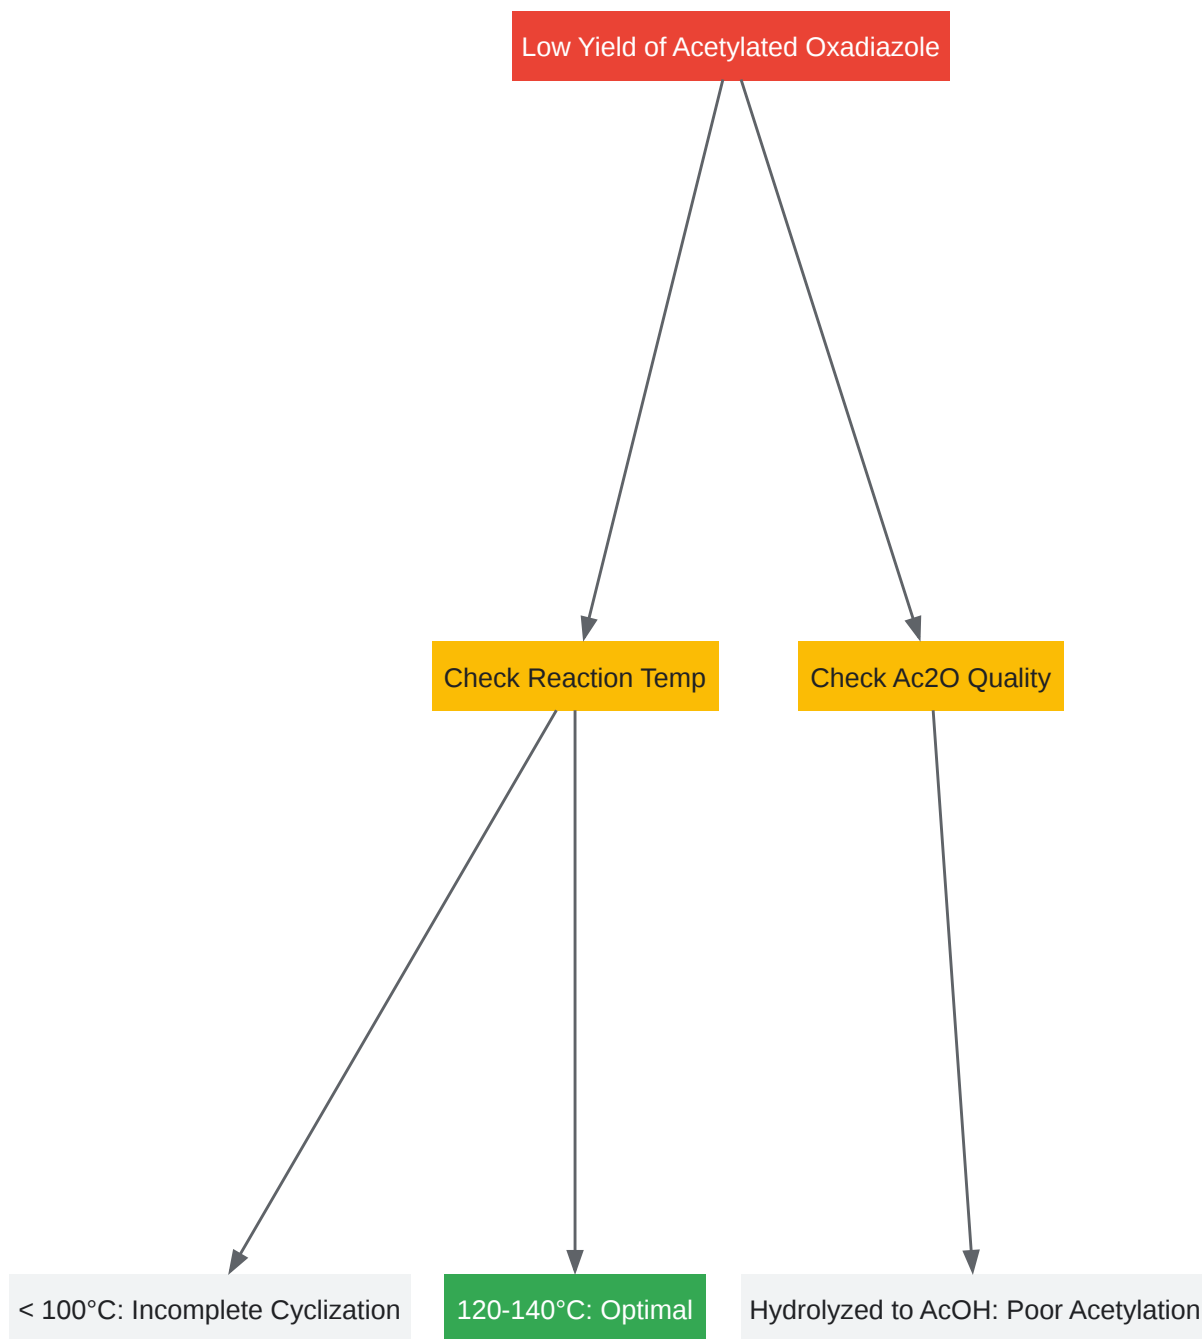 Low Yield of Acetylated Oxadiazole
Check Reaction Temp
Check Ac2O Quality
< 100°C: Incomplete Cyclization
120-140°C: Optimal
Hydrolyzed to AcOH: Poor Acetylation